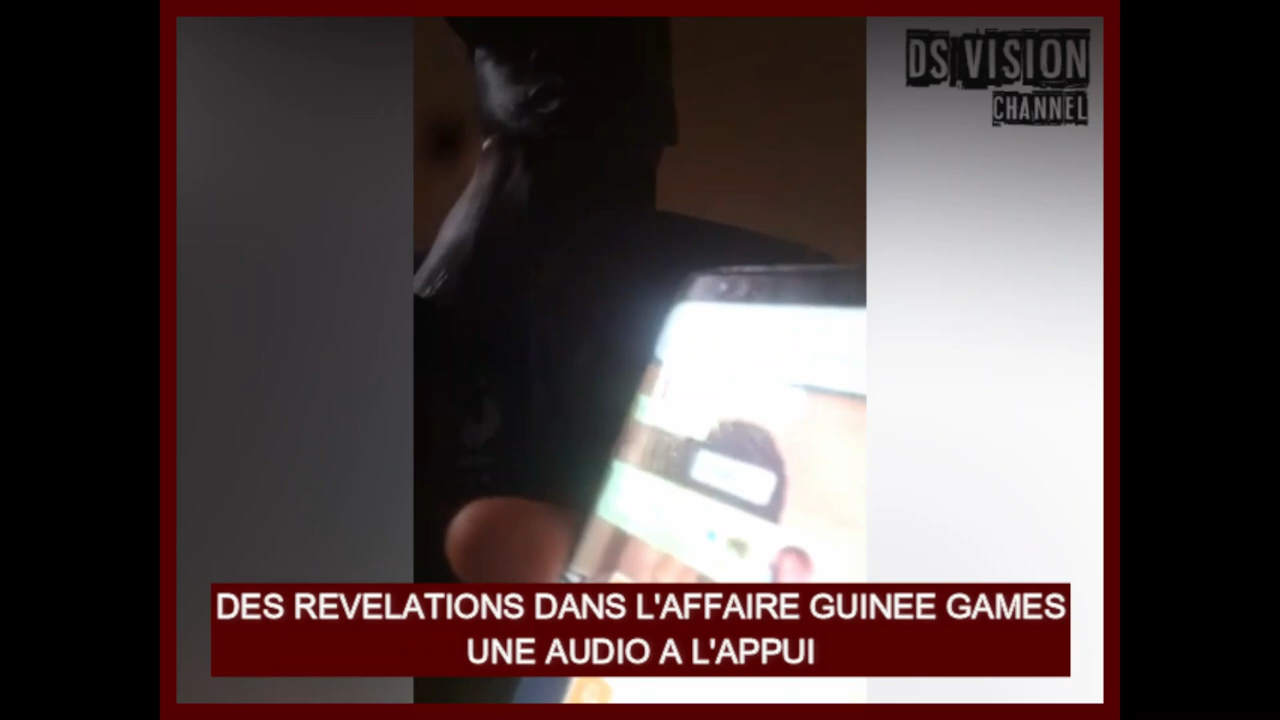 DS VISION
CHANNEL
DES REVELATIONS DANS L'AFFAIRE GUINEE GAMES
UNE AUDIO A L'APPUI